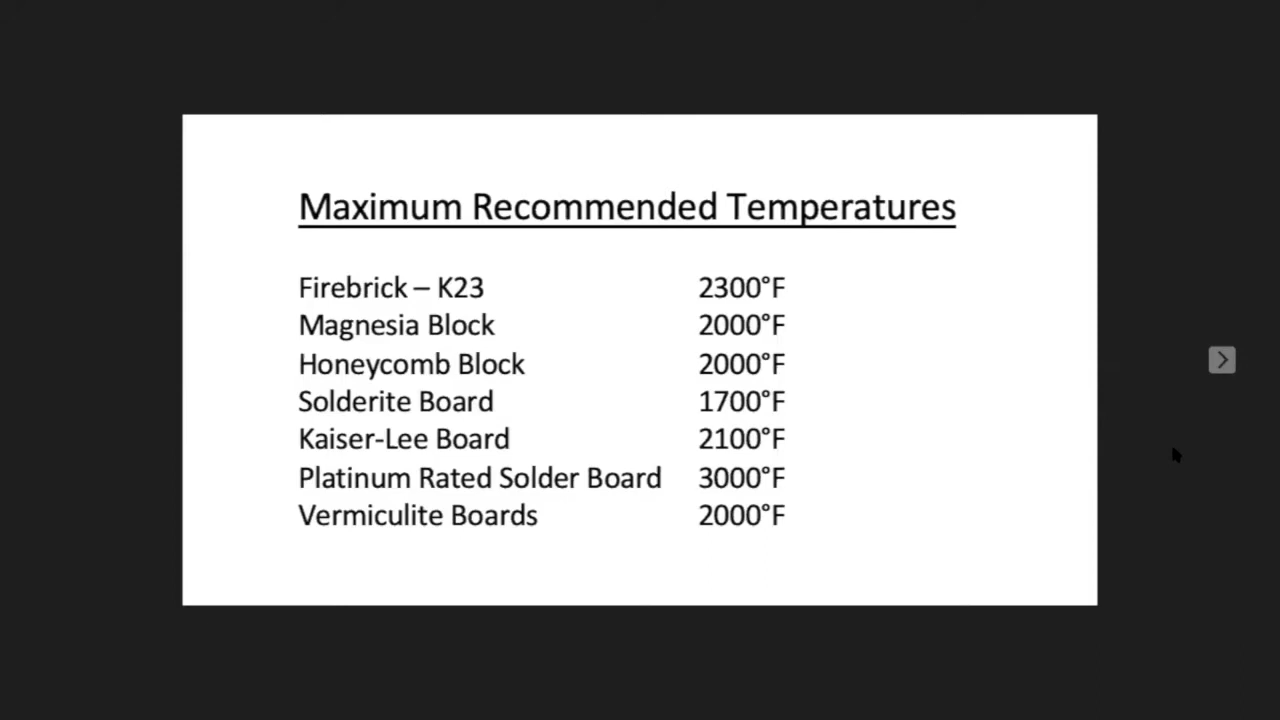 Maximum Recommended Temperatures
Firebrick – K23 2300°F
Magnesia Block 2000°F
Honeycomb Block 2000°F
Solderite Board 1700°F
Kaiser-Lee Board 2100°F
Platinum Rated Solder Board 3000°F
Vermiculite Boards 2000°F